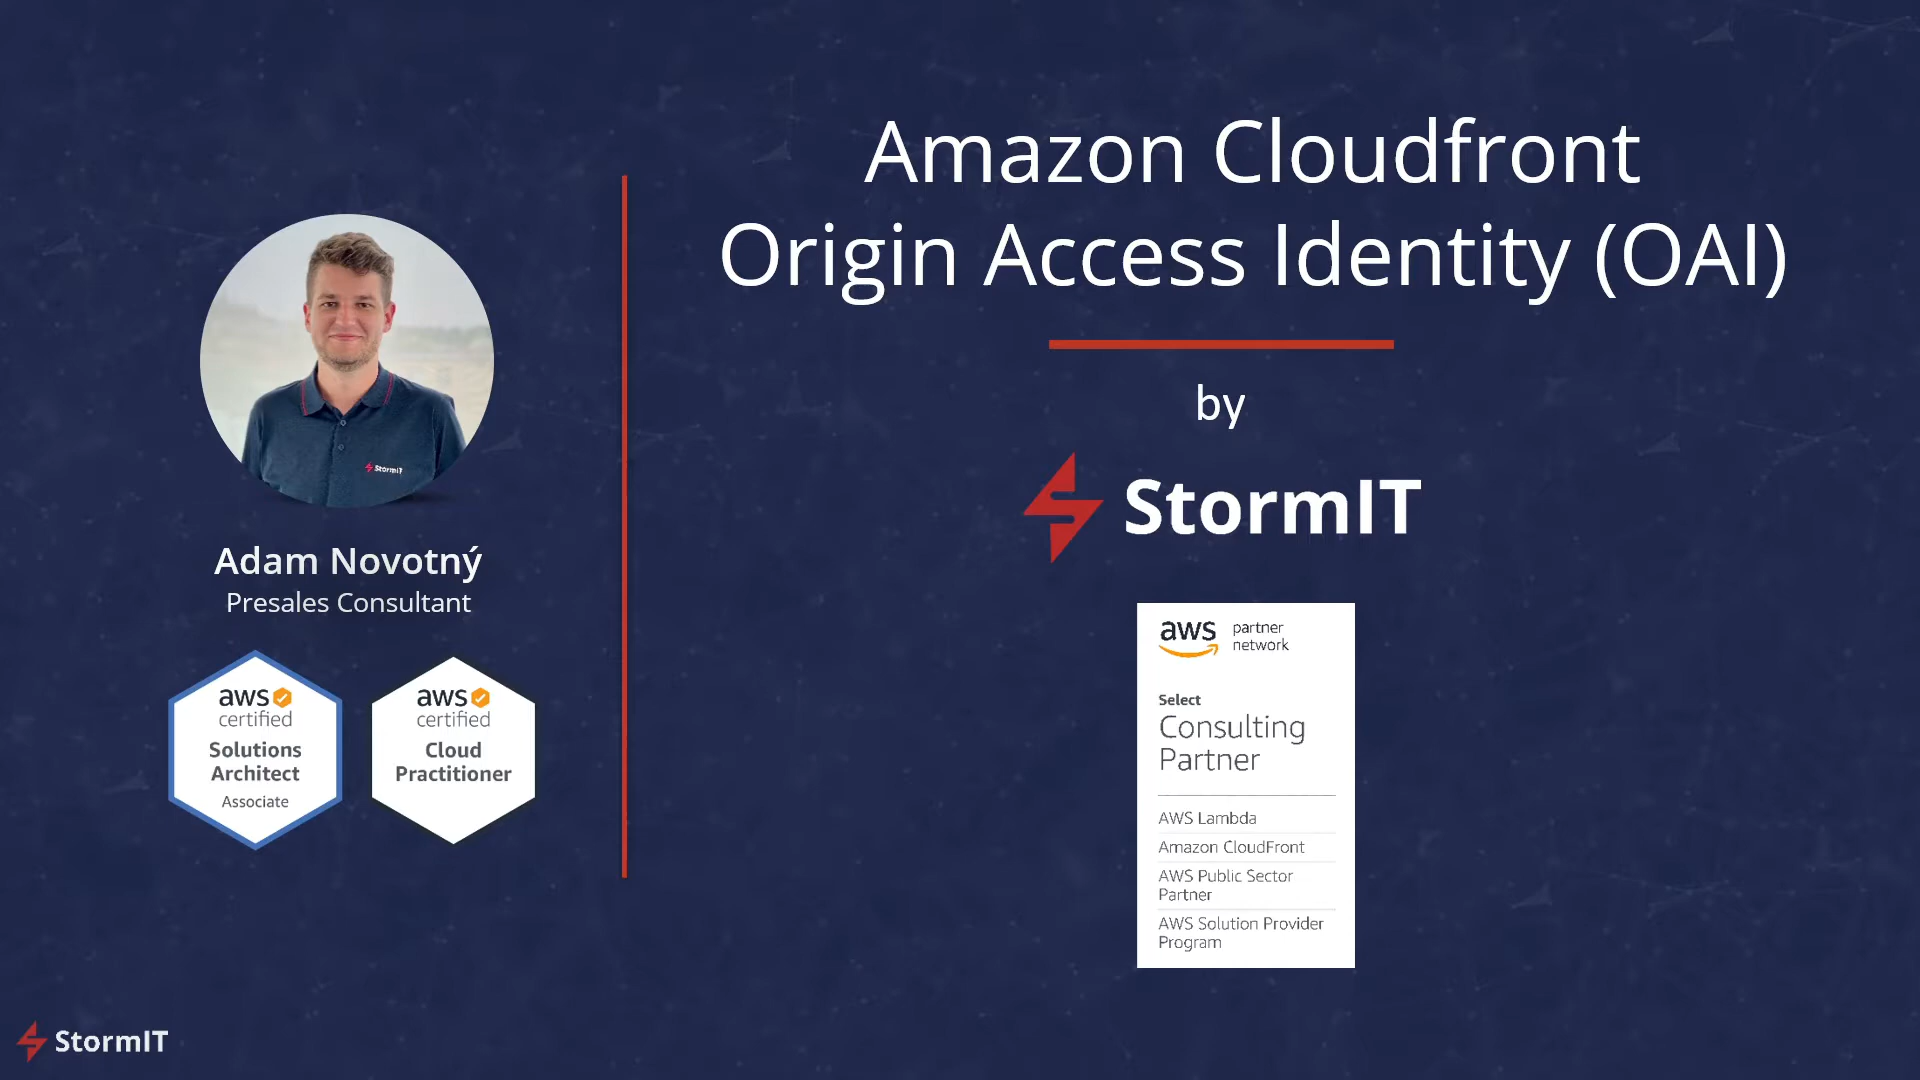 Amazon Cloudfront
Origin Access Identity (OAI)
by
StormIT
StormIT
Adam Novotný
Presales Consultant
aws
certified
Solutions
Architect
Associate
aws
certified
Cloud
Practitioner
aws partner
network
Select
Consulting
Partner
AWS Lambda
Amazon CloudFront
AWS Public Sector
Partner
AWS Solution Provider
Program
StormIT